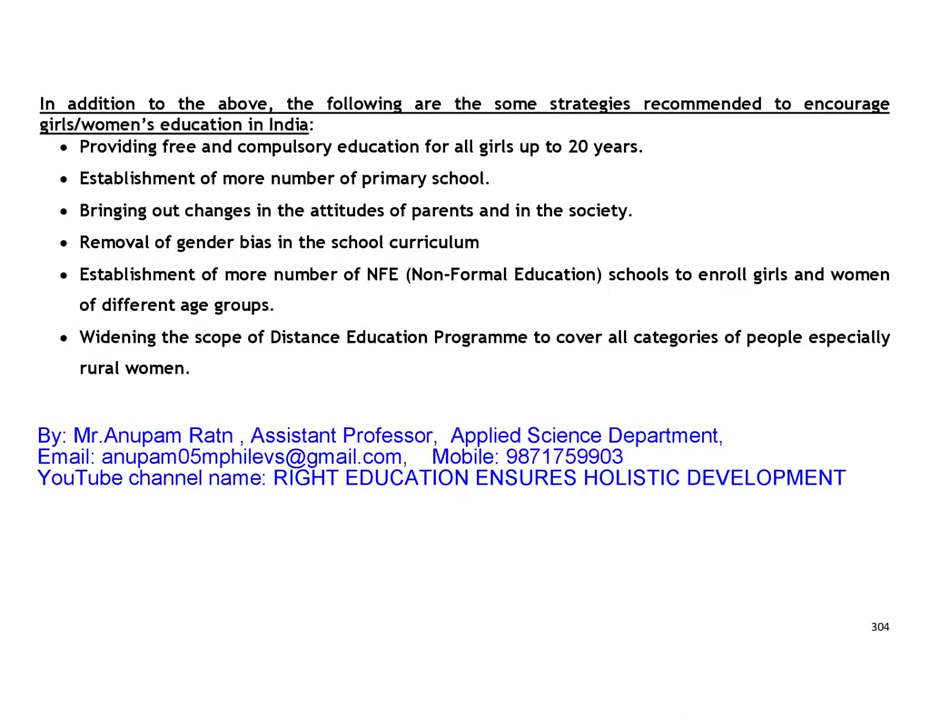 In addition to the above, the following are the some strategies recommended to encourage
girls/women’s education in India:
• Providing free and compulsory education for all girls up to 20 years.
• Establishment of more number of primary school.
• Bringing out changes in the attitudes of parents and in the society.
• Removal of gender bias in the school curriculum
• Establishment of more number of NFE (Non-Formal Education) schools to enroll girls and women
of different age groups.
• Widening the scope of Distance Education Programme to cover all categories of people especially
rural women.
By: Mr.Anupam Ratn , Assistant Professor, Applied Science Department,
Email: anupam05mphilevs@gmail.com, Mobile: 9871759903
YouTube channel name: RIGHT EDUCATION ENSURES HOLISTIC DEVELOPMENT
304